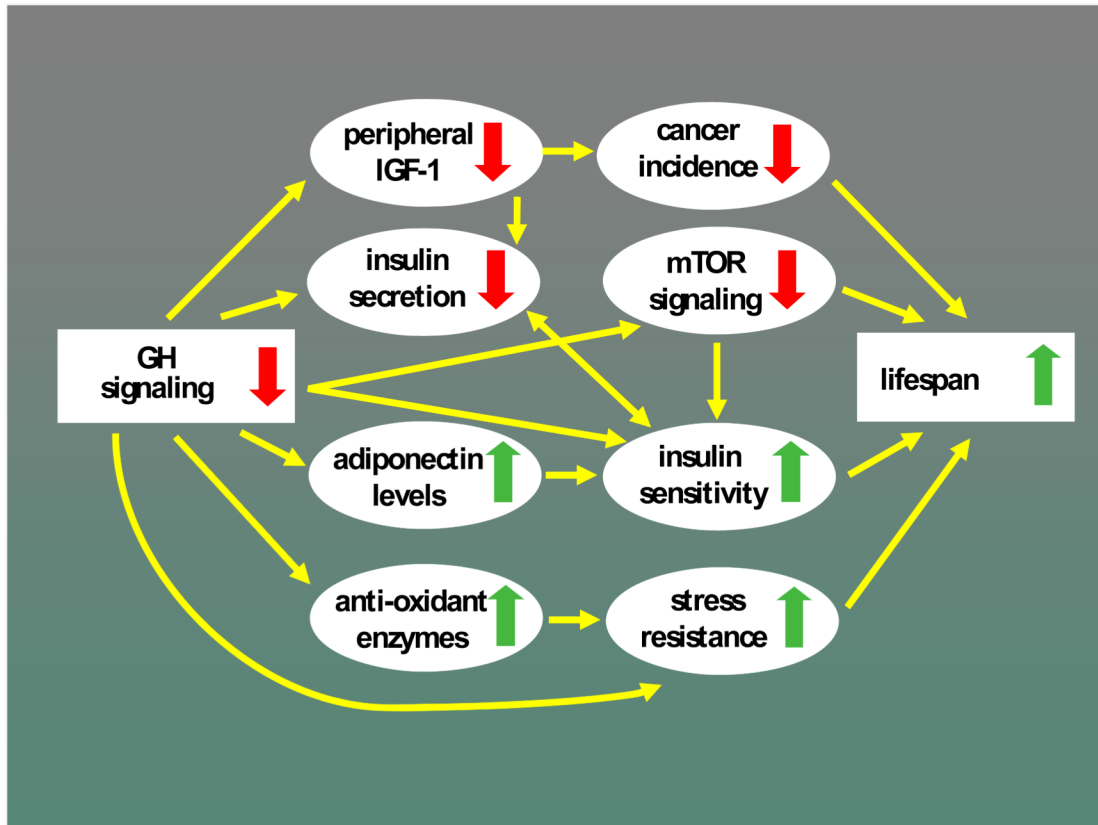 peripheral
IGF-1
cancer
incidence
insulin
secretion
mTOR
signaling
GH
signaling
lifespan
adiponectin
levels
insulin
sensitivity
anti-oxidant
enzymes
stress
resistance